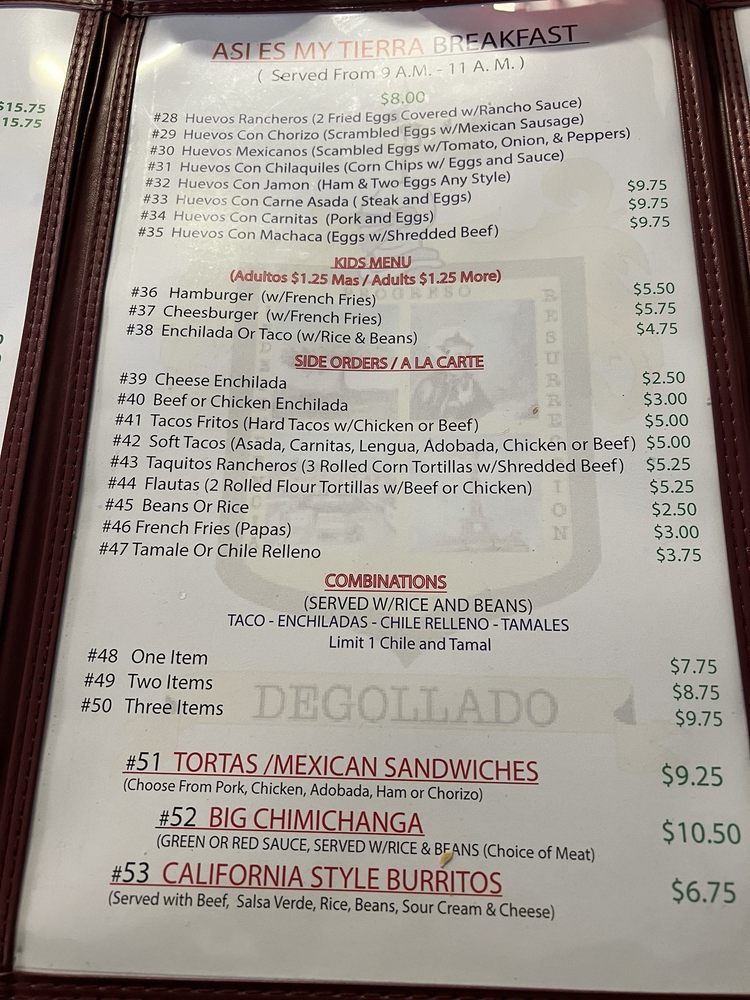 $15.75
15.75
ASI ES MY TIERRA BREAKFAST
( Served From 9 A.M. - 11 A. M. )
$8.00
#28 Huevos Rancheros (2 Fried Eggs Covered w/Rancho Sauce)
#29 Huevos Con Chorizo (Scrambled Eggs w/Mexican Sausage)
#30 Huevos Mexicanos (Scambled Eggs w/Tomato, Onion, & Peppers)
#31 Huevos Con Chilaquiles (Corn Chips w/ Eggs and Sauce)
#32 Huevos Con Jamon (Ham & Two Eggs Any Style)
#33 Huevos Con Carne Asada ( Steak and Eggs) $9.75
#34 Huevos Con Carnitas (Pork and Eggs) $9.75
#35 Huevos Con Machaca (Eggs w/Shredded Beef) $9.75
KIDS MENU
(Adultos $1.25 Mas / Adults $1.25 More)
#36 Hamburger (w/French Fries) $5.50
#37 Cheesburger (w/French Fries) $5.75
#38 Enchilada Or Taco (w/Rice & Beans) $4.75
SIDE ORDERS / A LA CARTE
#39 Cheese Enchilada $2.50
#40 Beef or Chicken Enchilada $3.00
#41 Tacos Fritos (Hard Tacos w/Chicken or Beef) $5.00
#42 Soft Tacos (Asada, Carnitas, Lengua, Adobada, Chicken or Beef) $5.00
#43 Taquitos Rancheros (3 Rolled Corn Tortillas w/Shredded Beef) $5.25
#44 Flautas (2 Rolled Flour Tortillas w/Beef or Chicken) $5.25
#45 Beans Or Rice $2.50
#46 French Fries (Papas) $3.00
#47 Tamale Or Chile Relleno $3.75
COMBINATIONS
(SERVED W/RICE AND BEANS)
TACO - ENCHILADAS - CHILE RELLENO - TAMALES
Limit 1 Chile and Tamal
#48 One Item $7.75
#49 Two Items $8.75
#50 Three Items $9.75
DEGOLLADO
#51 TORTAS /MEXICAN SANDWICHES $9.25
(Choose From Pork, Chicken, Adobada, Ham or Chorizo)
#52 BIG CHIMICHANGA $10.50
(GREEN OR RED SAUCE, SERVED W/RICE & BEANS (Choice of Meat)
#53 CALIFORNIA STYLE BURRITOS $6.75
(Served with Beef, Salsa Verde, Rice, Beans, Sour Cream & Cheese)
PROGRESO
RESURRECCION